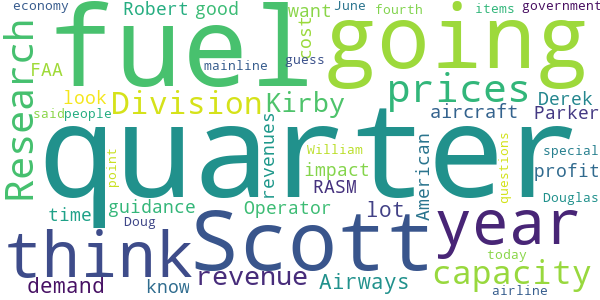 economy Robert good want June fourth items government
fuel going
cost
Research FAA mainline guess prices
look Division Kirby aircraft Derek
said people revenues Parker
quarter
point William impact RASM American questions special
profit
time guidance Operator lot Douglas
Doug
think Scott year
today
know revenue Airways capacity
demand airline